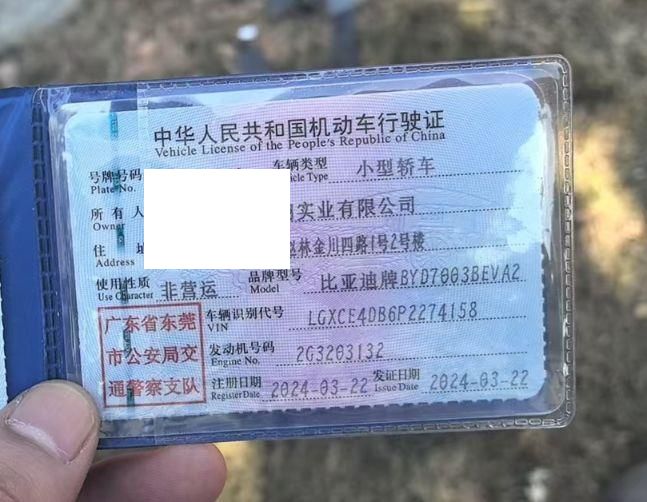 中华人民共和国机动车行驶证
Vehicle License of the People's Republic of China
号牌号码 车辆类型 小型轿车
Plate No. Vehicle Type
所有人 实业有限公司
Owner
住 址 林金川四路1号2号楼
Address
使用性质 非营运 品牌型号 比亚迪牌BYD7003BEVA2
Use Character Model
广东省东莞
市公安局交
通警察支队
车辆识别代号 LGXCE4DB6P2274158
VIN
发动机号码 2G3203132
Engine No.
注册日期 2024-03-22 发证日期 2024-03-22
Register Date Issue Date